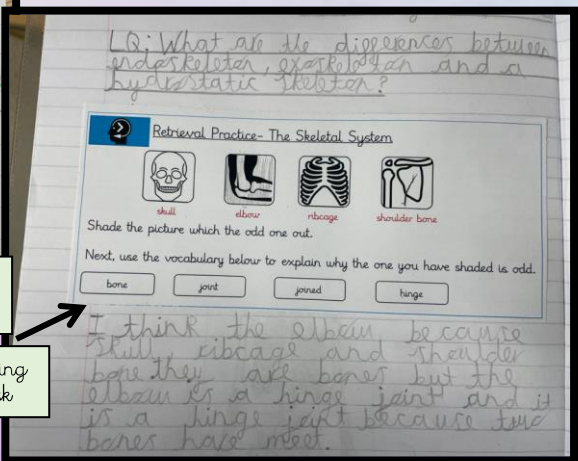 LQ: What are the differences between
endoskeleton, exoskeleton and a
hydrostatic skeleton?
Retrieval Practice- The Skeletal System
skull elbow ribcage shoulder bone
Shade the picture which the odd one out.
Next, use the vocabulary below to explain why the one you have shaded is odd.
bone joint joined hinge
ing
k
I think the elbow because
skull, ribcage and shoulder
bone they are bones but the
elbow is a hinge joint and it
is a hinge joint because two
bones have meet.